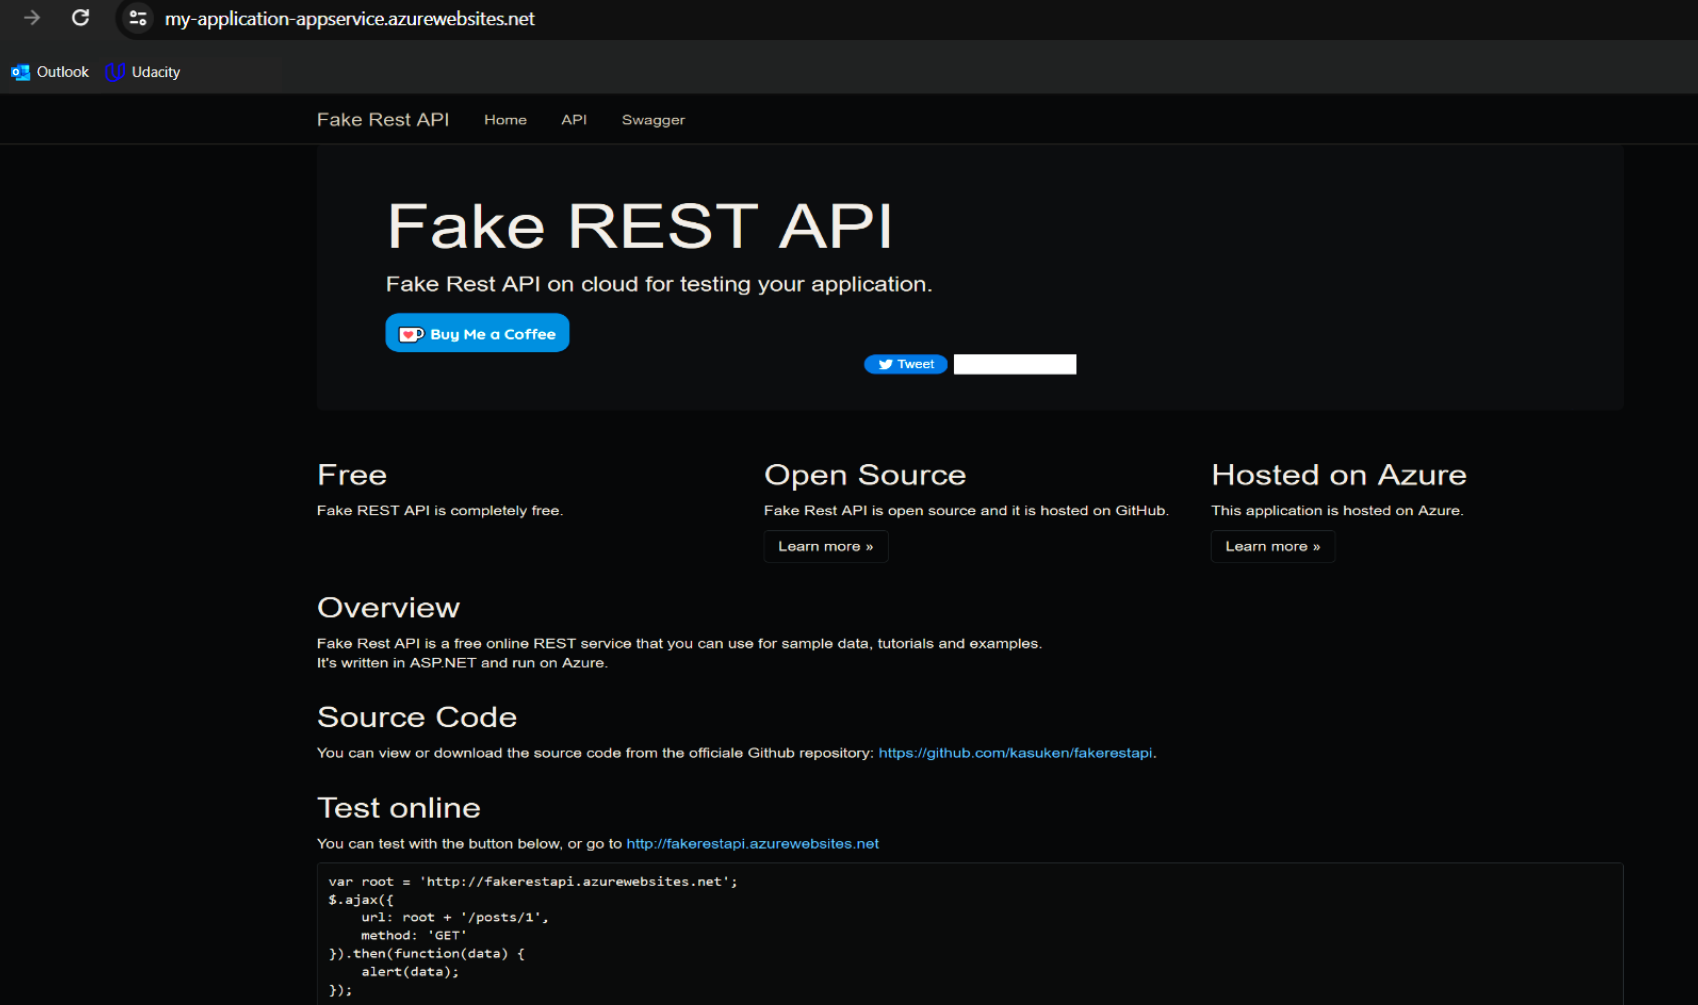 my-application-appservice.azurewebsites.net
Outlook Udacity
Fake Rest API Home API Swagger
Fake REST API
Fake Rest API on cloud for testing your application.
Buy Me a Coffee
Tweet
Free
Fake REST API is completely free.
Open Source
Fake Rest API is open source and it is hosted on GitHub.
Learn more »
Hosted on Azure
This application is hosted on Azure.
Learn more »
Overview
Fake Rest API is a free online REST service that you can use for sample data, tutorials and examples.
It's written in ASP.NET and run on Azure.
Source Code
You can view or download the source code from the officiale Github repository: https://github.com/kasuken/fakerestapi.
Test online
You can test with the button below, or go to http://fakerestapi.azurewebsites.net
var root = 'http://fakerestapi.azurewebsites.net';
$.ajax({
    url: root + '/posts/1',
    method: 'GET'
}).then(function(data) {
    alert(data);
});